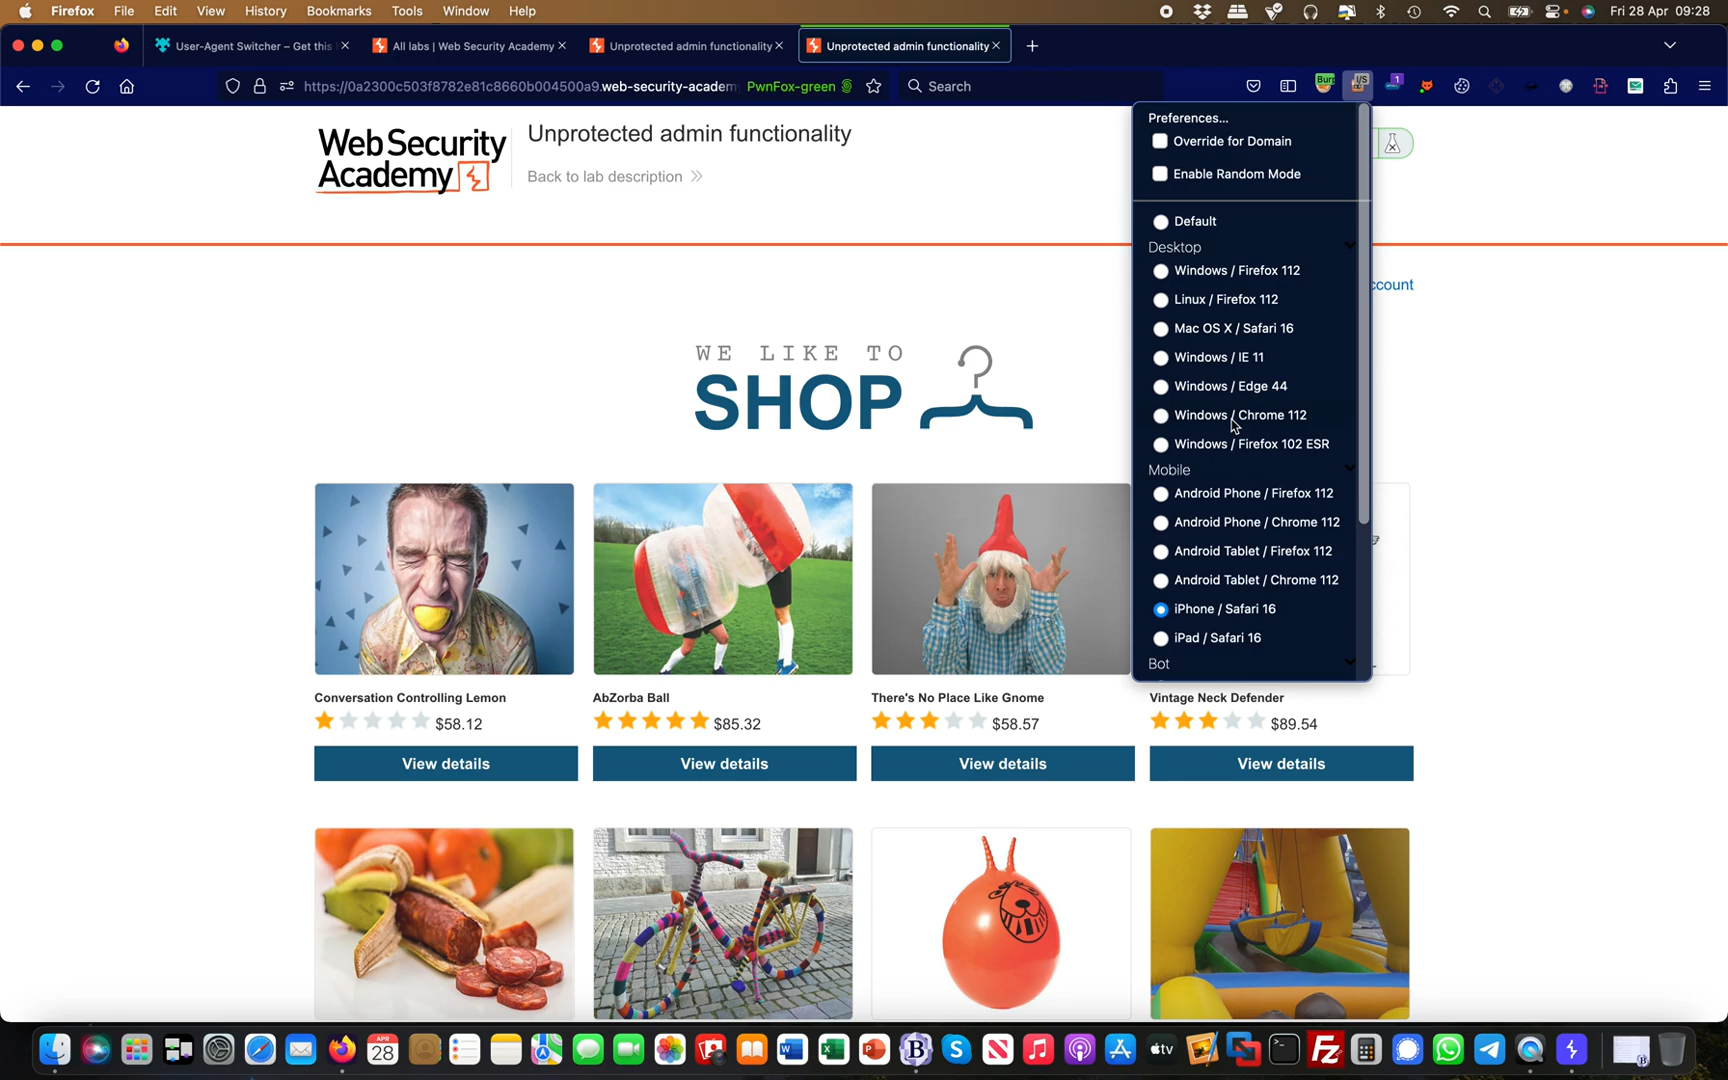 Firefox File Edit View History Bookmarks Tools Window Help Fri 28 Apr 09:28
User-Agent Switcher – Get this All labs | Web Security Academy Unprotected admin functionality Unprotected admin functionality
https://0a2300c503f8782e81c8660b004500a9.web-security-academ PwnFox-green Search Burp I/S 1
Web Security
Academy
Unprotected admin functionality
Back to lab description
Preferences...
Override for Domain
Enable Random Mode
Default
Desktop
Windows / Firefox 112
Linux / Firefox 112
Mac OS X / Safari 16
Windows / IE 11
Windows / Edge 44
Windows / Chrome 112
Windows / Firefox 102 ESR
Mobile
Android Phone / Firefox 112
Android Phone / Chrome 112
Android Tablet / Firefox 112
Android Tablet / Chrome 112
iPhone / Safari 16
iPad / Safari 16
Bot
ccount
WE LIKE TO
SHOP
Conversation Controlling Lemon AbZorba Ball There's No Place Like Gnome Vintage Neck Defender
$58.12 $85.32 $58.57 $89.54
View details View details View details View details
APR
28
tv